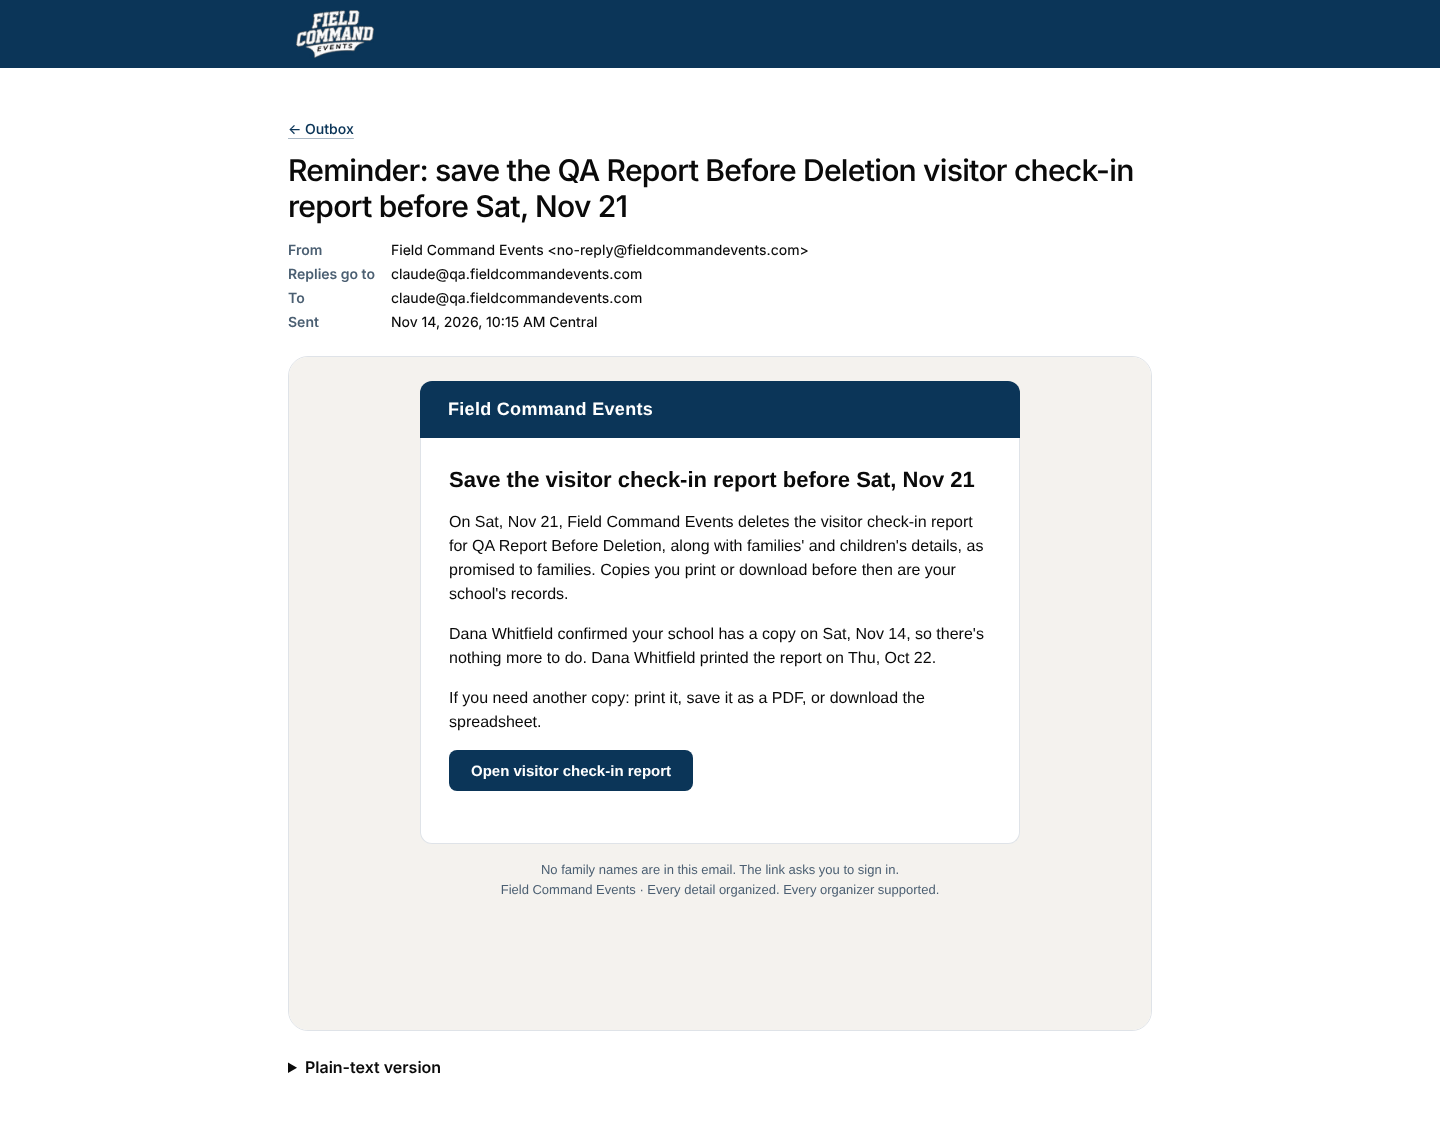 FIELD
COMMAND
EVENTS
← Outbox
Reminder: save the QA Report Before Deletion visitor check-in
report before Sat, Nov 21
From Field Command Events <no-reply@fieldcommandevents.com>
Replies go to claude@qa.fieldcommandevents.com
To claude@qa.fieldcommandevents.com
Sent Nov 14, 2026, 10:15 AM Central
Field Command Events
Save the visitor check-in report before Sat, Nov 21
On Sat, Nov 21, Field Command Events deletes the visitor check-in report
for QA Report Before Deletion, along with families' and children's details, as
promised to families. Copies you print or download before then are your
school's records.
Dana Whitfield confirmed your school has a copy on Sat, Nov 14, so there's
nothing more to do. Dana Whitfield printed the report on Thu, Oct 22.
If you need another copy: print it, save it as a PDF, or download the
spreadsheet.
Open visitor check-in report
No family names are in this email. The link asks you to sign in.
Field Command Events · Every detail organized. Every organizer supported.
▶ Plain-text version